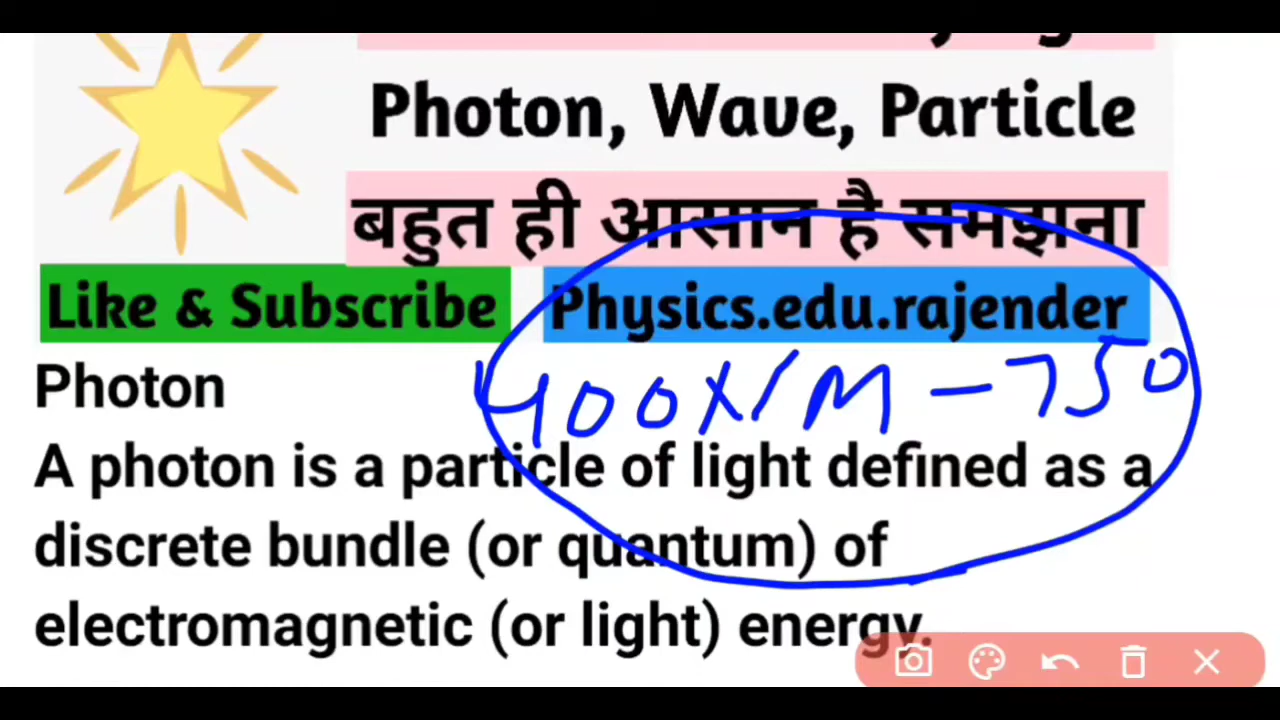 Photon, Wave, Particle
बहुत ही आसान है समझना
Like & Subscribe Physics.edu.rajender
Photon
400 M - 750
A photon is a particle of light defined as a
discrete bundle (or quantum) of
electromagnetic (or light) energy.